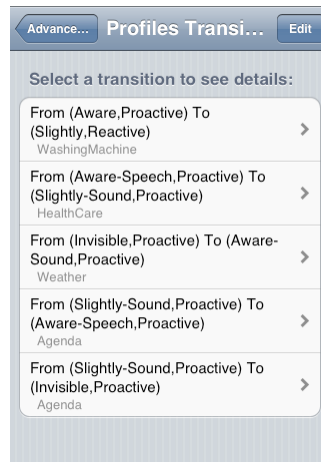 Advance... Profiles Transi... Edit
Select a transition to see details:
From (Aware,Proactive) To
(Slightly,Reactive)
WashingMachine
From (Aware-Speech,Proactive) To
(Slightly-Sound,Proactive)
HealthCare
From (Invisible,Proactive) To (Aware-
Sound,Proactive)
Weather
From (Slightly-Sound,Proactive) To
(Aware-Speech,Proactive)
Agenda
From (Slightly-Sound,Proactive) To
(Invisible,Proactive)
Agenda